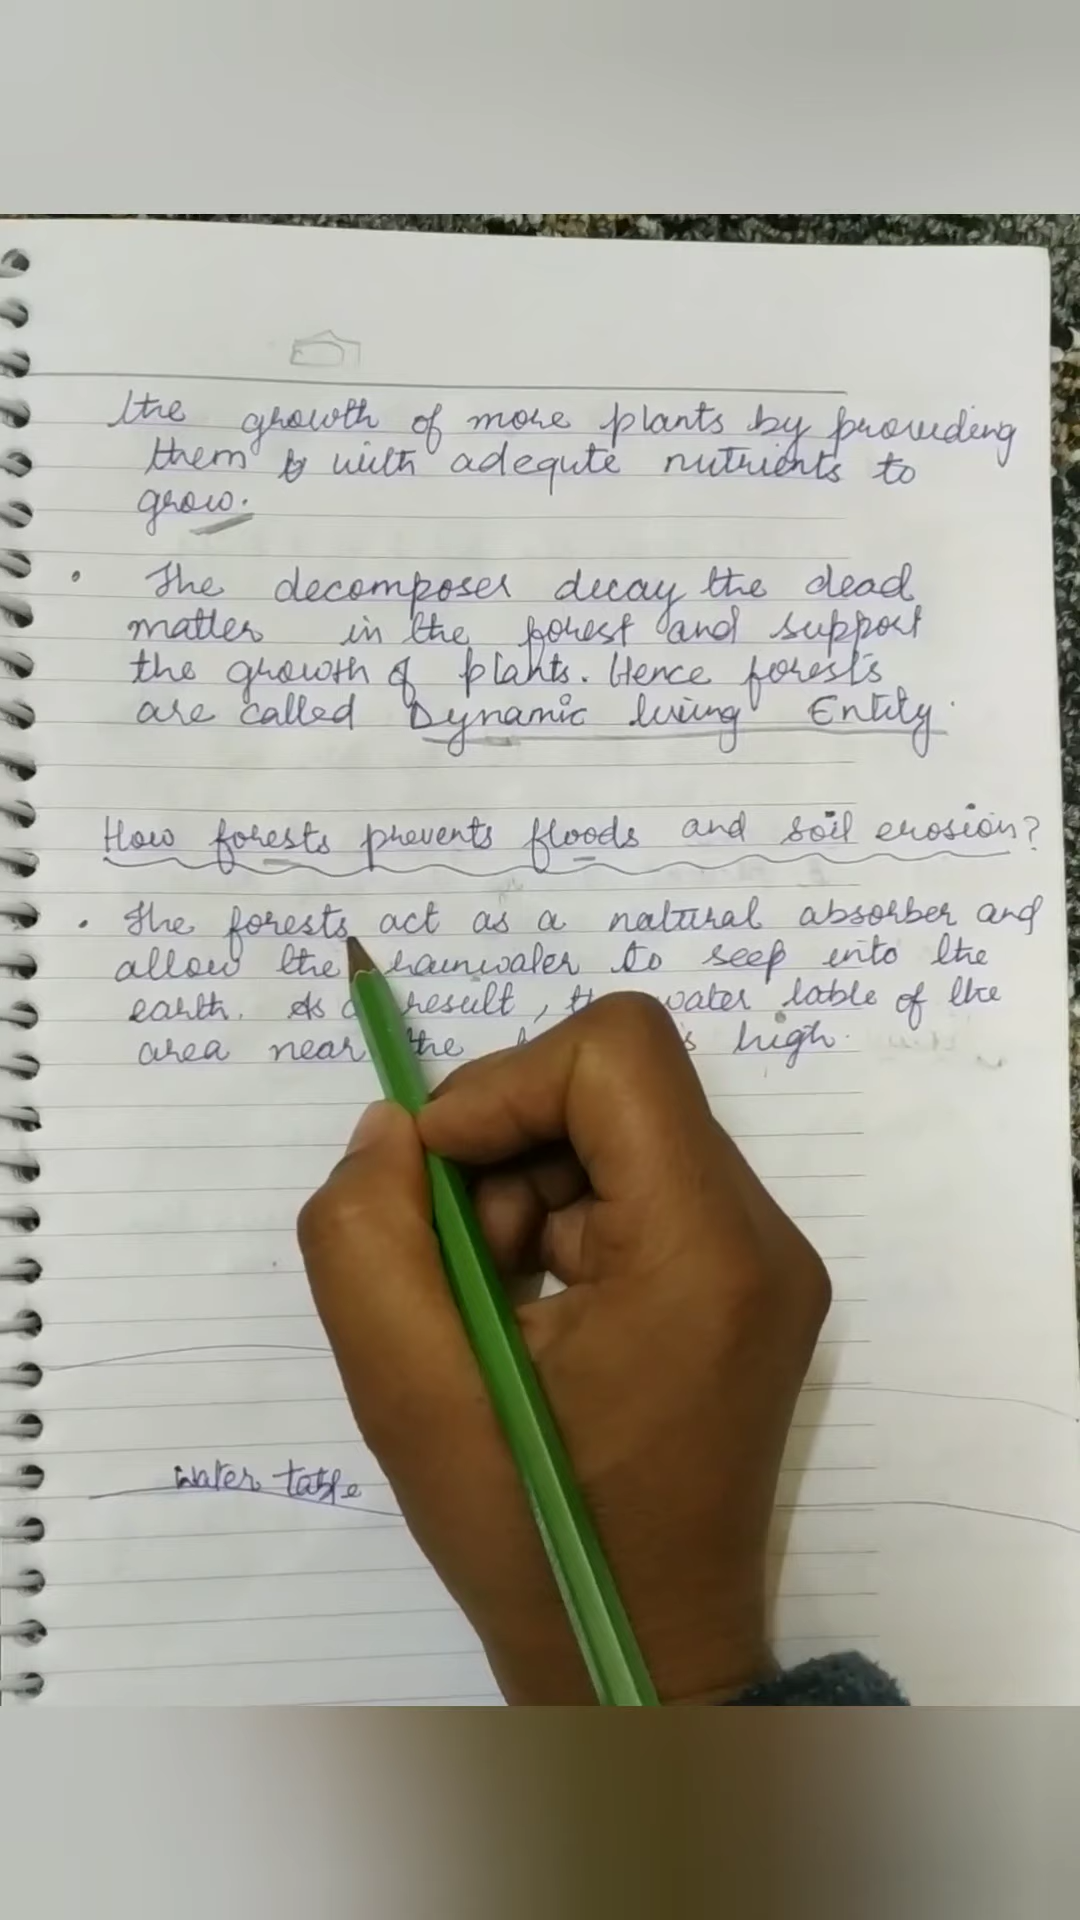 the growth of more plants by providing
them with adequte nutrients to
grow.
• The decomposer decay the dead
matter in the forest and support
the growth of plants. Hence forests
are called Dynamic living Entity.
How forests prevents floods and soil erosion?
• The forests act as a natural absorber and
allow the rainwater to seep into the
earth. As a result, water table of the
area near the high.
water table